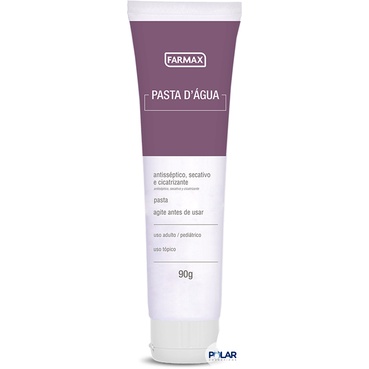 FARMAX
PASTA D'ÁGUA
antisséptico, secativo
e cicatrizante
pasta
agite antes de usar
uso adulto / pediátrico
uso tópico
90g
POLAR